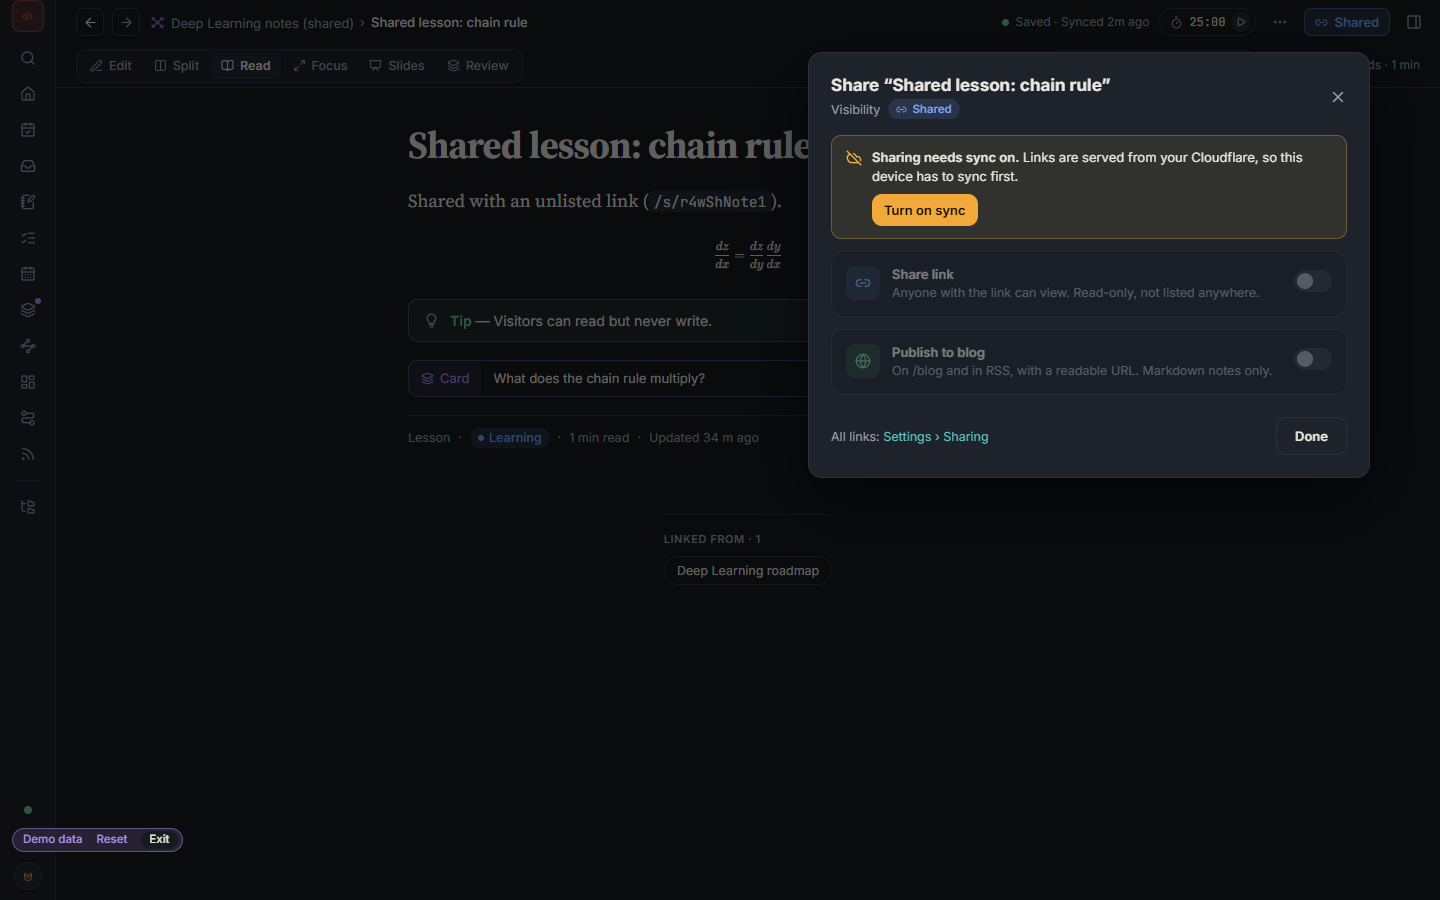 Deep Learning notes (shared) › Shared lesson: chain rule
Saved · Synced 2m ago
25:00
Shared
Edit
Split
Read
Focus
Slides
Review
· 1 min
Share “Shared lesson: chain rule”
Visibility
Shared
Sharing needs sync on. Links are served from your Cloudflare, so this
device has to sync first.
Turn on sync
Share link
Anyone with the link can view. Read-only, not listed anywhere.
Publish to blog
On /blog and in RSS, with a readable URL. Markdown notes only.
All links: Settings › Sharing
Done
Shared lesson: chain rule
Shared with an unlisted link ( /s/r4wShNote1 ).
dz/dx = dz/dy dy/dx
Tip — Visitors can read but never write.
Card
What does the chain rule multiply?
Lesson · Learning · 1 min read · Updated 34 m ago
LINKED FROM · 1
Deep Learning roadmap
Demo data
Reset
Exit